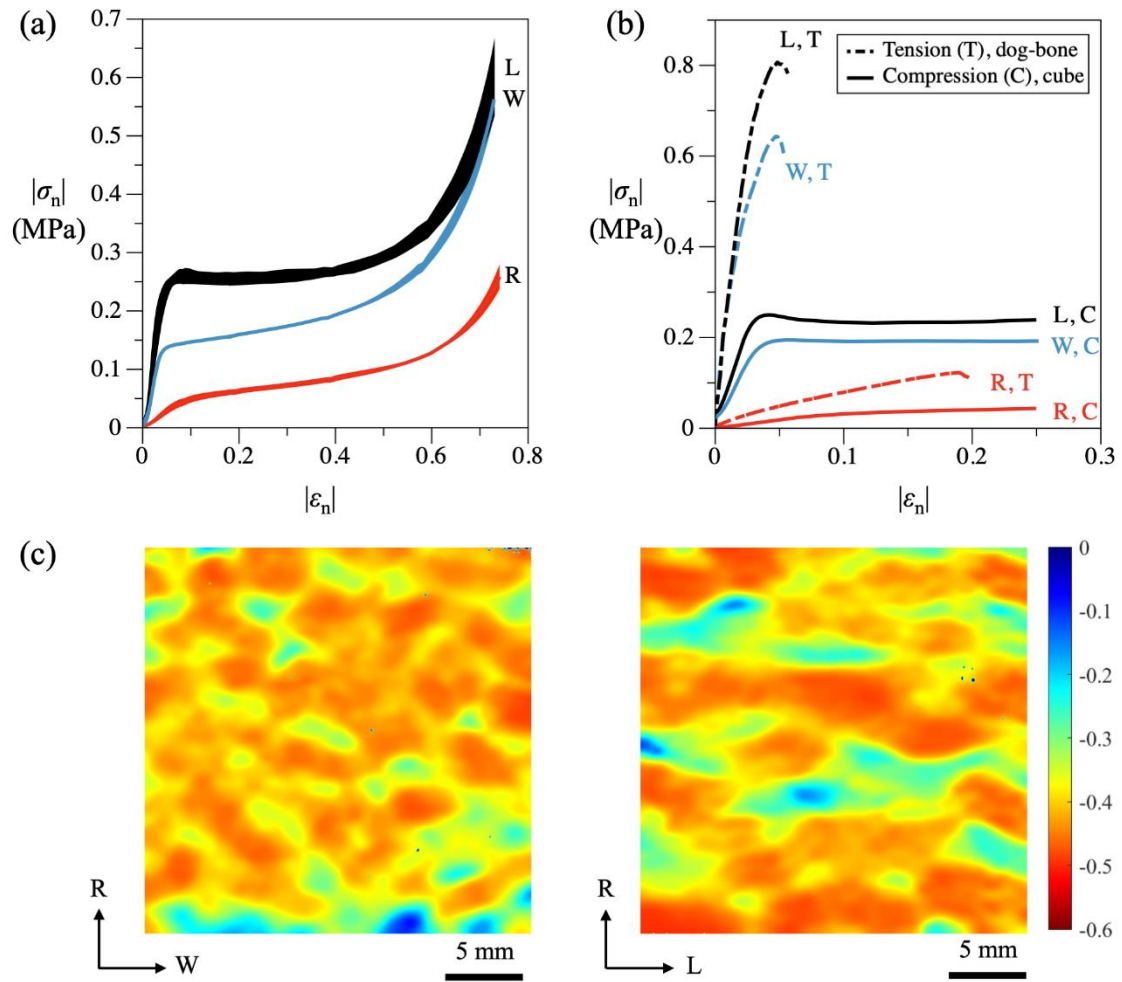 (a)
0.7
0.6
0.5
0.4
0.3
0.2
0.1
0
|σₙ|
(MPa)
L
W
R
0 0.2 0.4 0.6 0.8
|εₙ|
(b)
0.8
0.6
0.4
0.2
0
|σₙ|
(MPa)
L, T
Tension (T), dog-bone
Compression (C), cube
W, T
L, C
W, C
R, T
R, C
0 0.1 0.2 0.3
|εₙ|
(c)
R
W
5 mm
R
L
5 mm
0
-0.1
-0.2
-0.3
-0.4
-0.5
-0.6